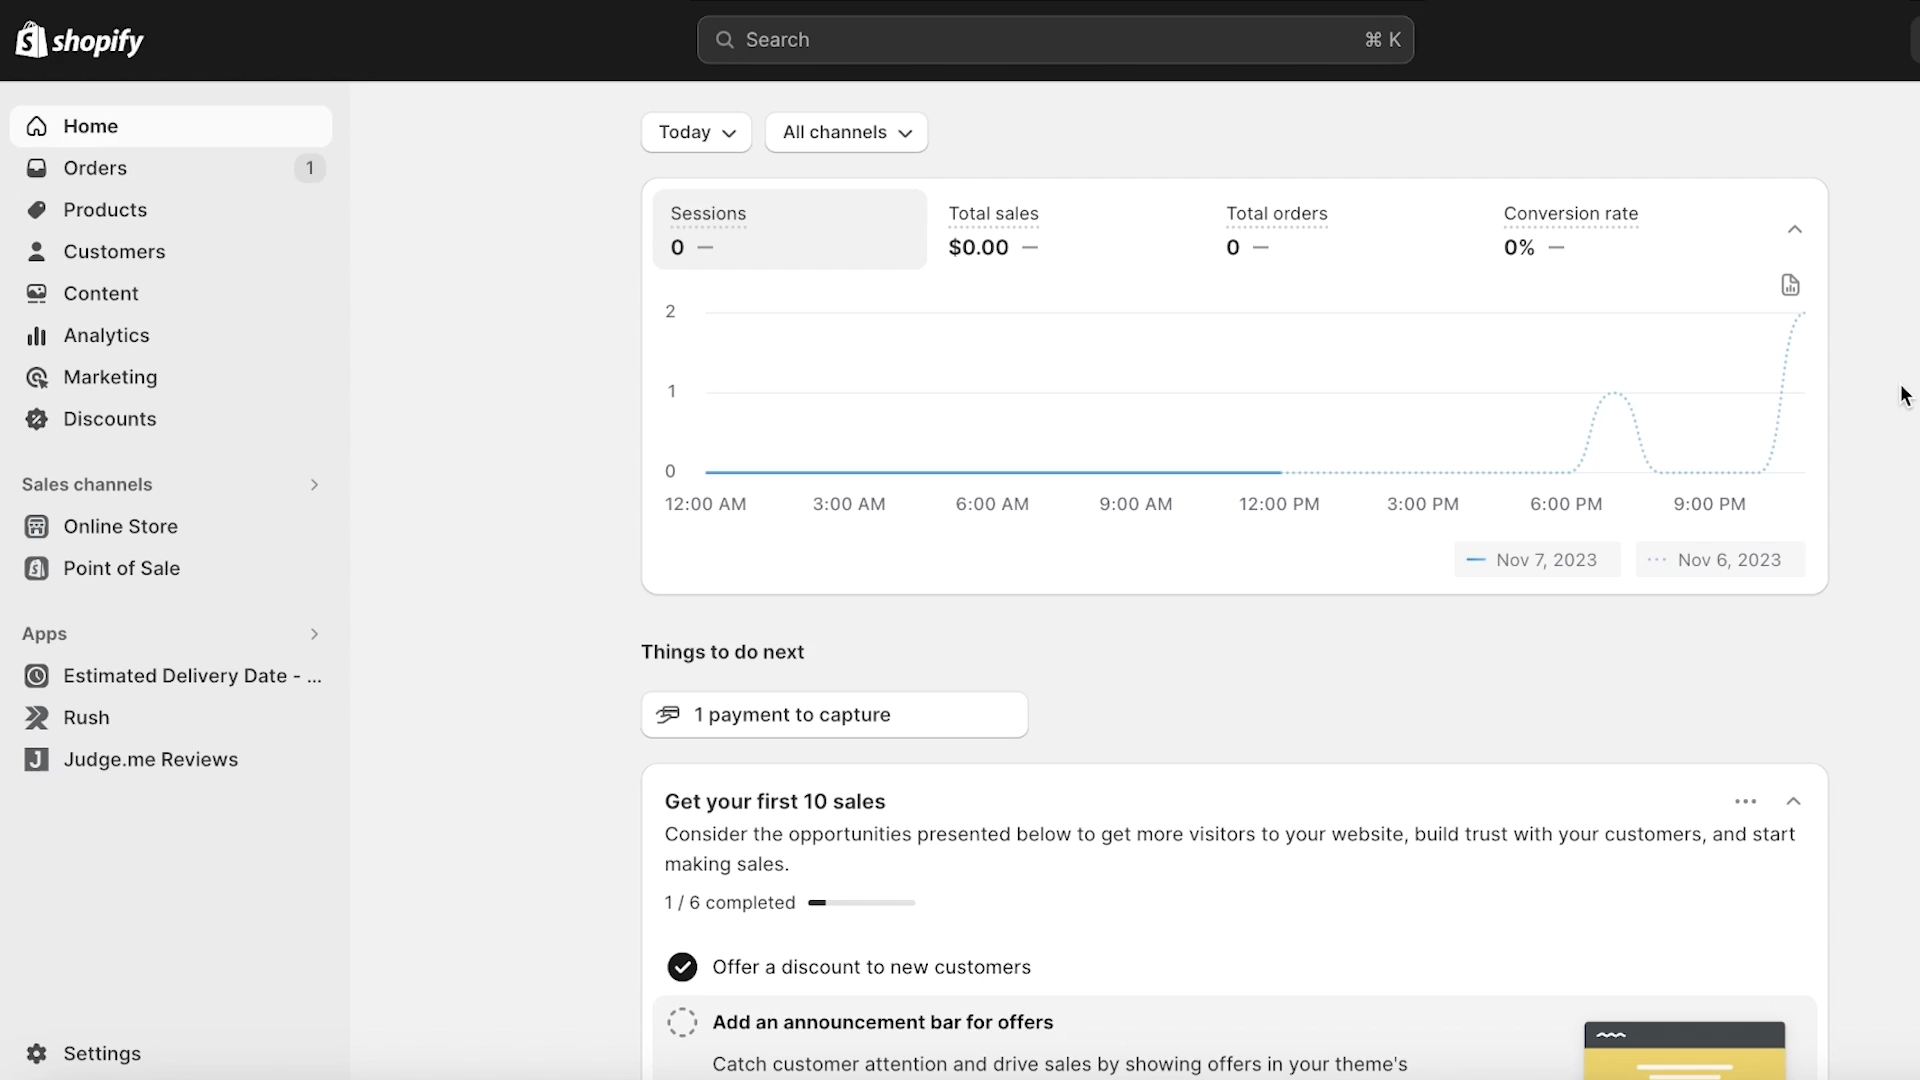 shopify
Search
⌘ K
Home
Orders
1
Products
Customers
Content
Analytics
Marketing
Discounts
Sales channels
Online Store
Point of Sale
Apps
Estimated Delivery Date - ...
Rush
Judge.me Reviews
Settings
Today
All channels
Sessions
0 —
Total sales
$0.00 —
Total orders
0 —
Conversion rate
0% —
2
1
0
12:00 AM
3:00 AM
6:00 AM
9:00 AM
12:00 PM
3:00 PM
6:00 PM
9:00 PM
Nov 7, 2023
Nov 6, 2023
Things to do next
1 payment to capture
Get your first 10 sales
Consider the opportunities presented below to get more visitors to your website, build trust with your customers, and start
making sales.
1 / 6 completed
Offer a discount to new customers
Add an announcement bar for offers
Catch customer attention and drive sales by showing offers in your theme's